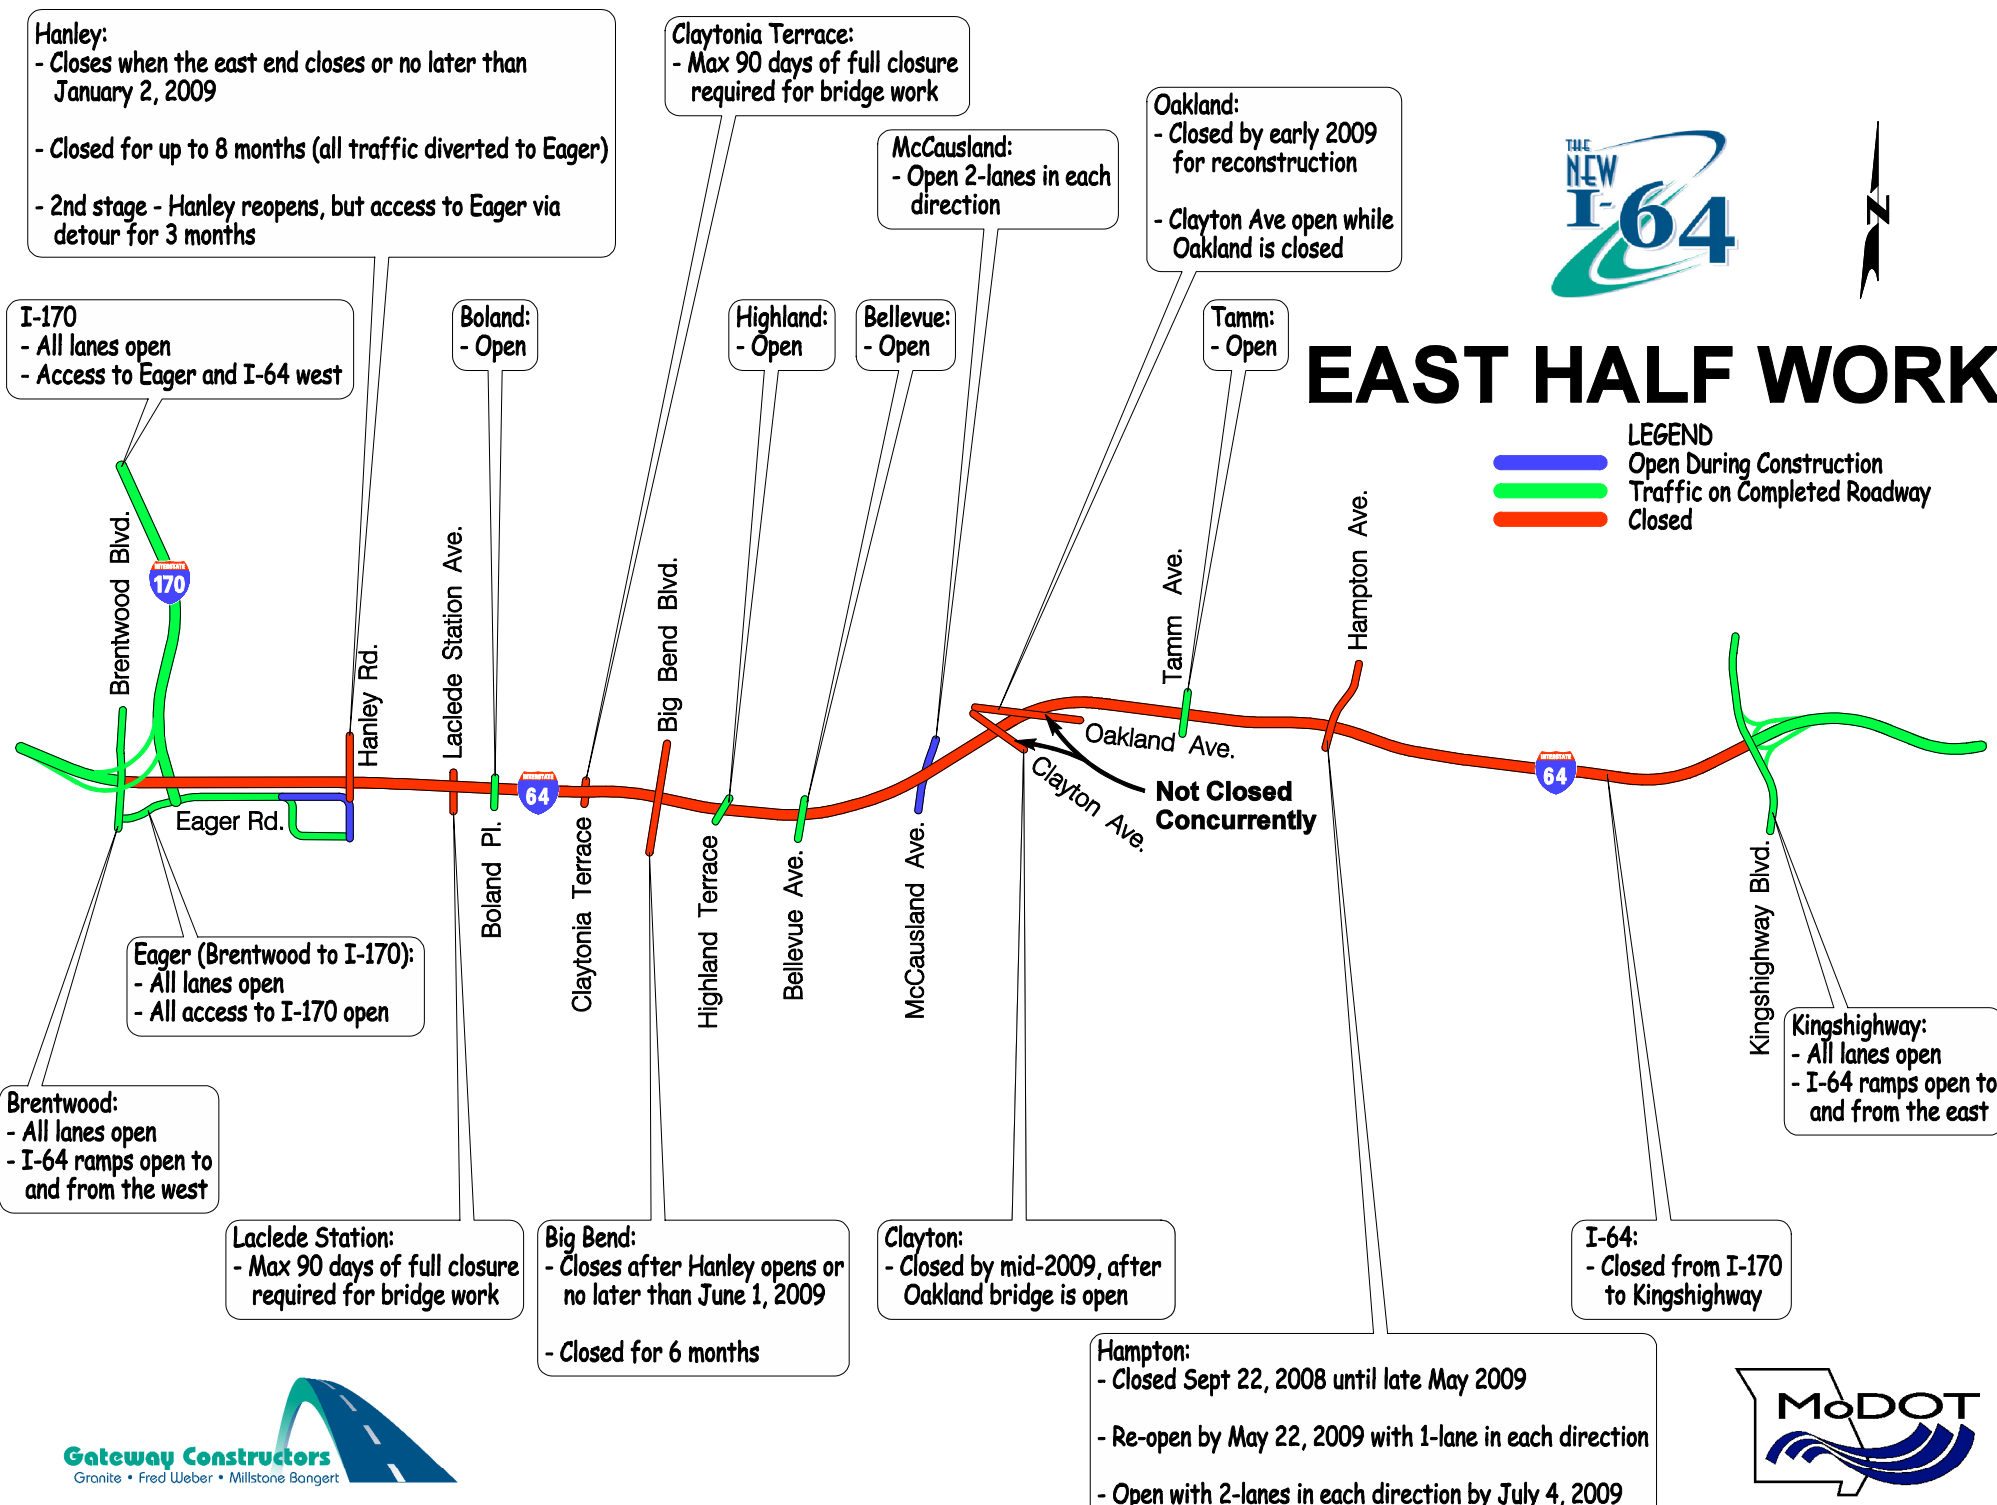 Hanley:
- Closes when the east end closes or no later than
January 2, 2009
- Closed for up to 8 months (all traffic diverted to Eager)
- 2nd stage - Hanley reopens, but access to Eager via
detour for 3 months
Claytonia Terrace:
- Max 90 days of full closure
required for bridge work
McCausland:
- Open 2-lanes in each
direction
Oakland:
- Closed by early 2009
for reconstruction
- Clayton Ave open while
Oakland is closed
THE
NEW
I-64
N
I-170
- All lanes open
- Access to Eager and I-64 west
Boland:
- Open
Highland:
- Open
Bellevue:
- Open
Tamm:
- Open
EAST HALF WORK
LEGEND
Open During Construction
Traffic on Completed Roadway
Closed
Brentwood Blvd.
INTERSTATE
170
Hanley Rd.
Laclede Station Ave.
Big Bend Blvd.
Tamm Ave.
Hampton Ave.
Oakland Ave.
Clayton Ave.
Not Closed
Concurrently
Eager Rd.
INTERSTATE
64
INTERSTATE
64
Boland Pl.
Claytonia Terrace
Highland Terrace
Bellevue Ave.
McCausland Ave.
Kingshighway Blvd.
Eager (Brentwood to I-170):
- All lanes open
- All access to I-170 open
Kingshighway:
- All lanes open
- I-64 ramps open to
and from the east
Brentwood:
- All lanes open
- I-64 ramps open to
and from the west
Laclede Station:
- Max 90 days of full closure
required for bridge work
Big Bend:
- Closes after Hanley opens or
no later than June 1, 2009
- Closed for 6 months
Clayton:
- Closed by mid-2009, after
Oakland bridge is open
I-64:
- Closed from I-170
to Kingshighway
Hampton:
- Closed Sept 22, 2008 until late May 2009
- Re-open by May 22, 2009 with 1-lane in each direction
- Open with 2-lanes in each direction by July 4, 2009
Gateway Constructors
Granite • Fred Weber • Millstone Bangert
MoDOT